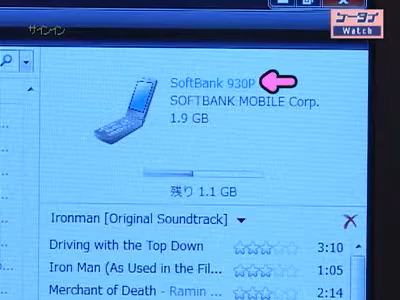 ケータイ
Watch
サインイン
SoftBank 930P
SOFTBANK MOBILE Corp.
1.9 GB
残り 1.1 GB
Ironman [Original Soundtrack]
Driving with the Top Down 3:10
Iron Man (As Used in the Fil... 1:05
Merchant of Death - Ramin ... 2:14